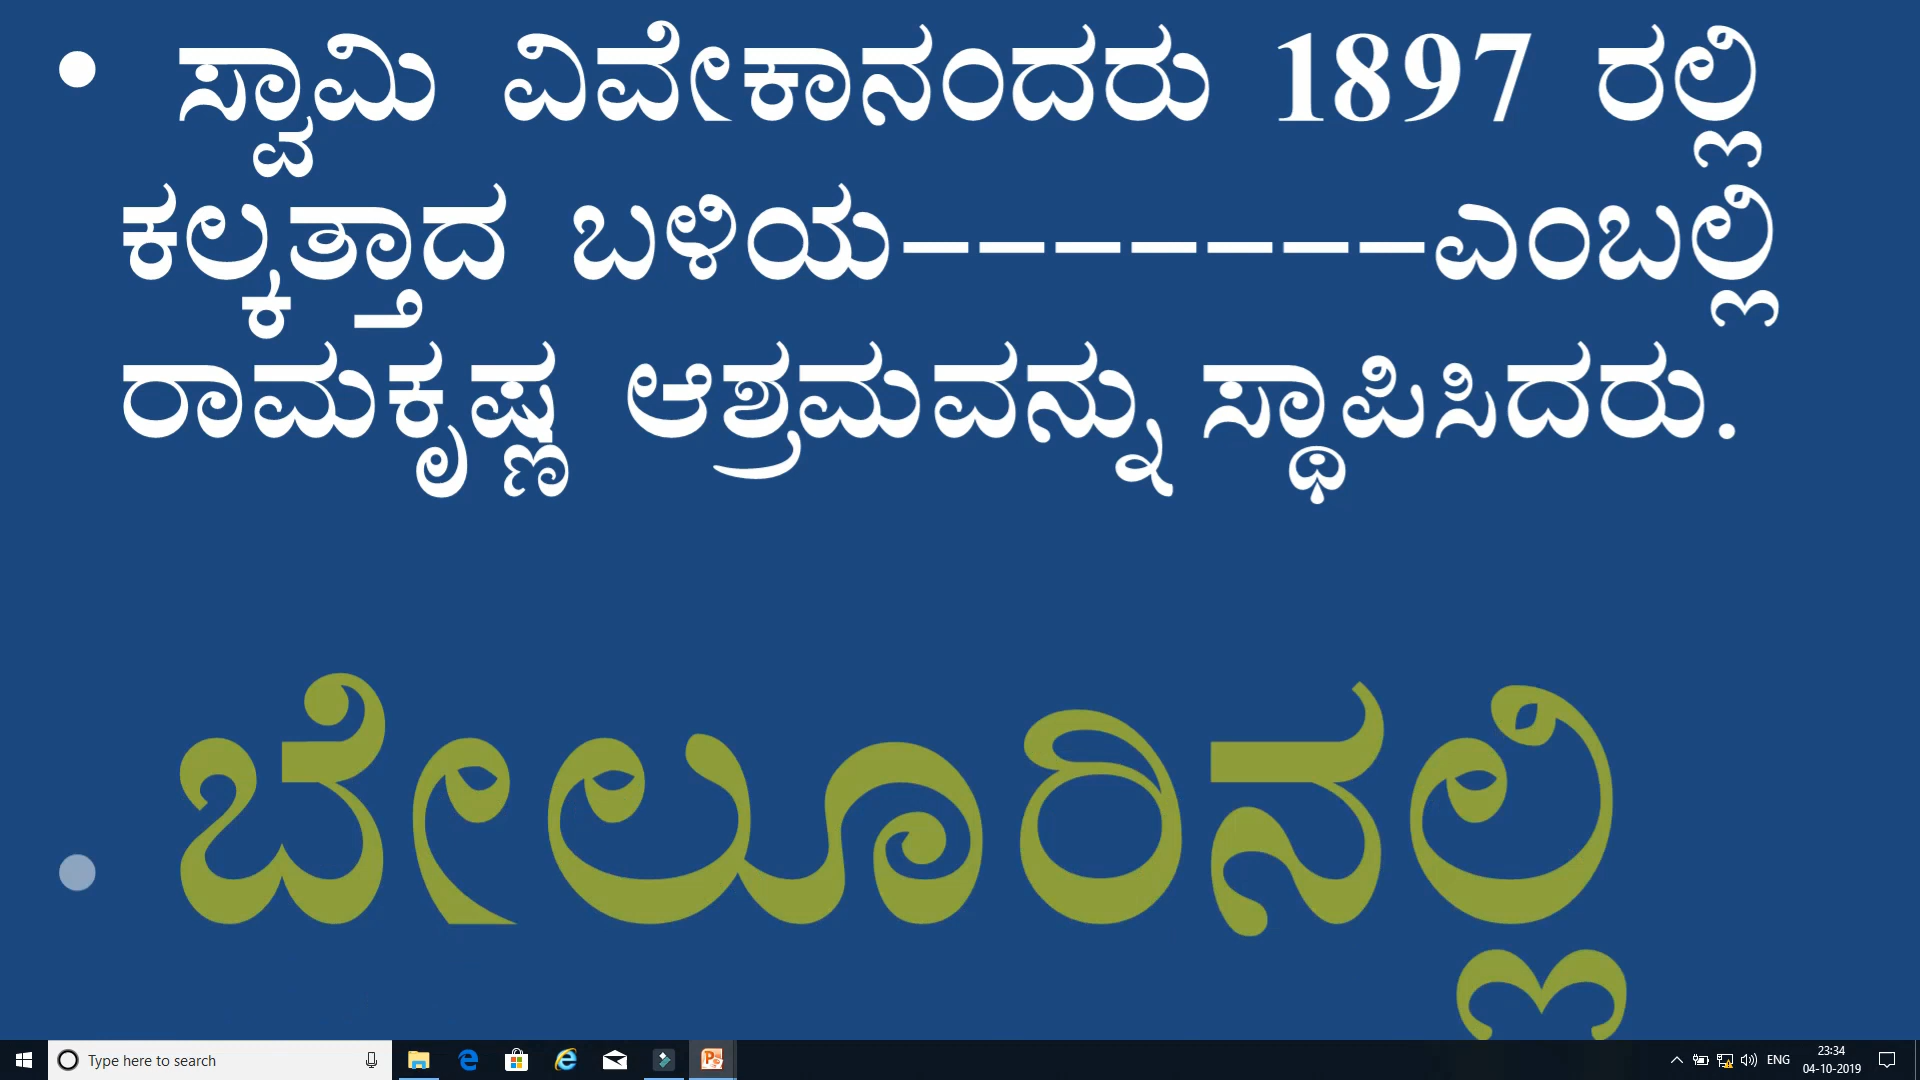 • ಸ್ವಾಮಿ ವಿವೇಕಾನಂದರು 1897 ರಲ್ಲಿ
ಕಲ್ಕತ್ತಾದ ಬಳಿಯ–––––––ಎಂಬಲ್ಲಿ
ರಾಮಕೃಷ್ಣ ಆಶ್ರಮವನ್ನು ಸ್ಥಾಪಿಸಿದರು.
• ಬೇಲೂರಿನಲ್ಲಿ
Type here to search
ENG
23:34
04-10-2019